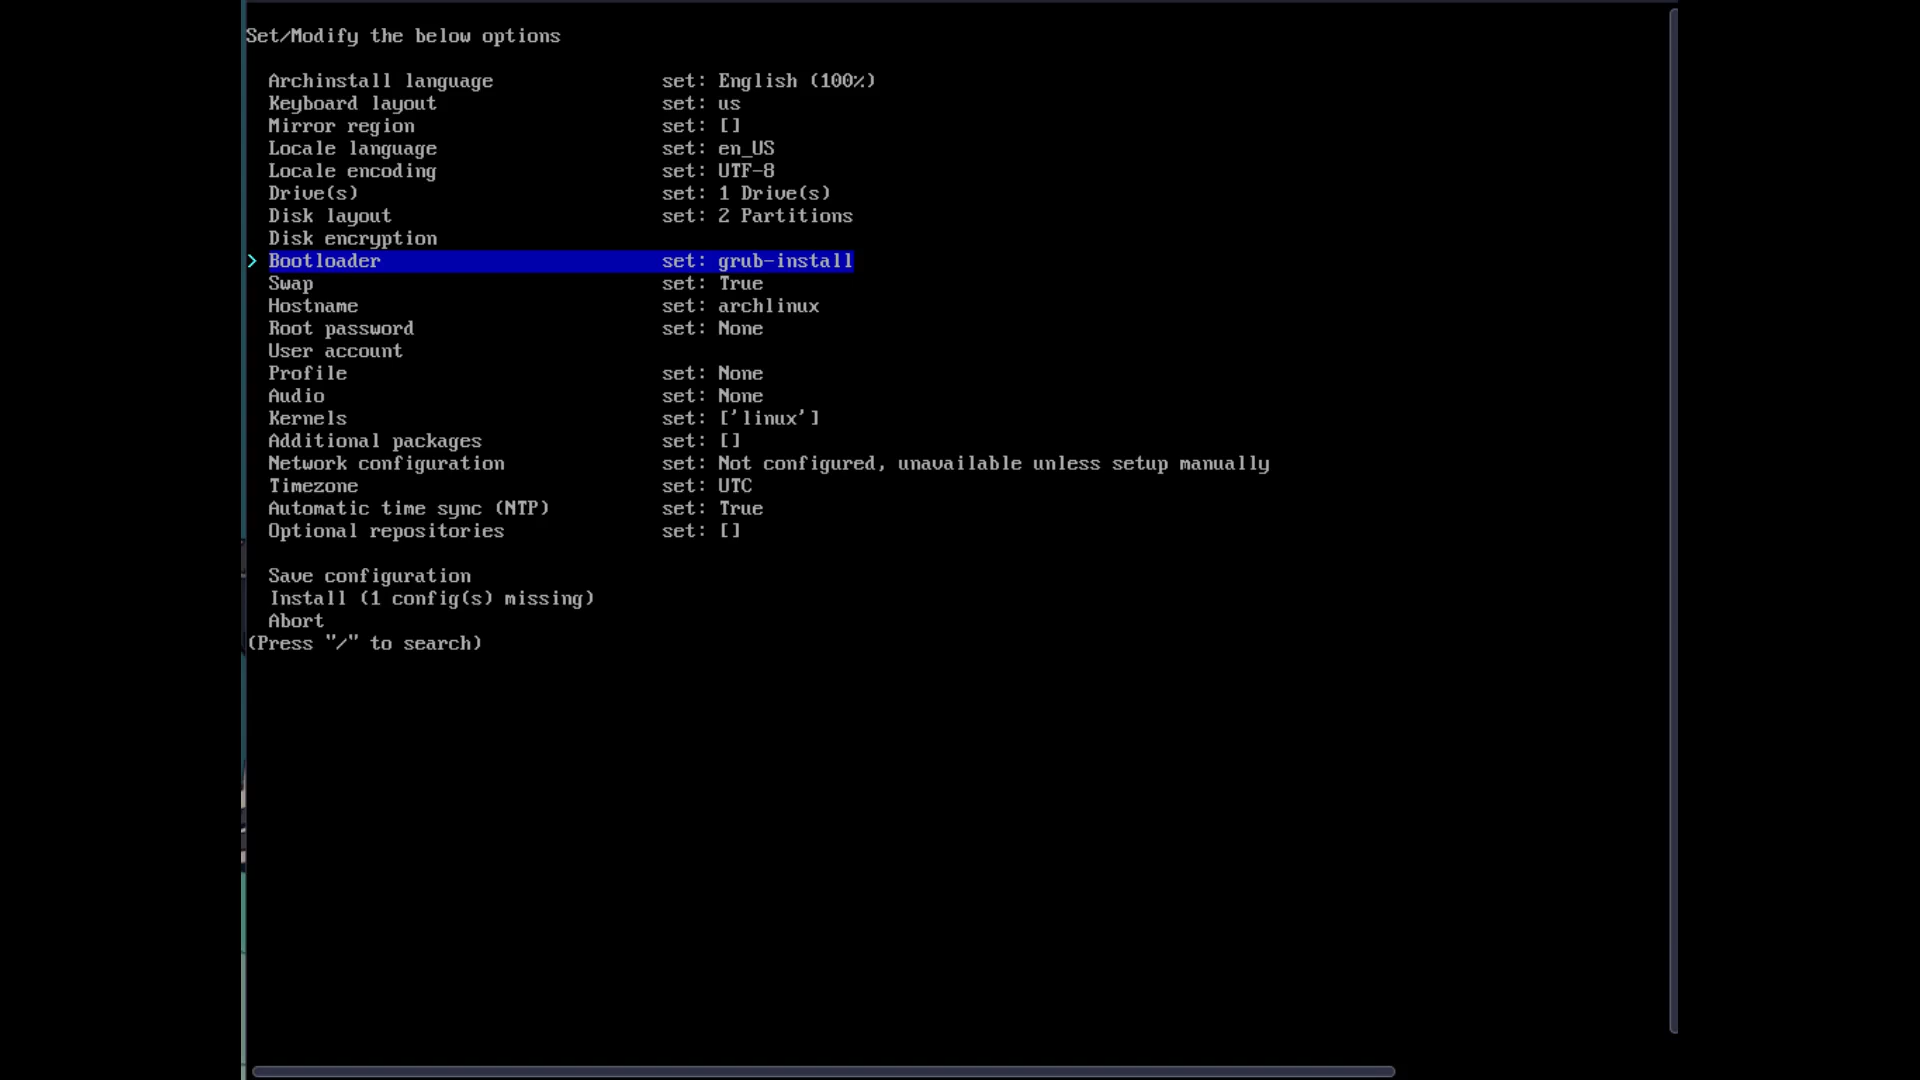 Set/Modify the below options
Archinstall language set: English (100%)
Keyboard layout set: us
Mirror region set: []
Locale language set: en_US
Locale encoding set: UTF-8
Drive(s) set: 1 Drive(s)
Disk layout set: 2 Partitions
Disk encryption
> Bootloader set: grub-install
Swap set: True
Hostname set: archlinux
Root password set: None
User account
Profile set: None
Audio set: None
Kernels set: ['linux']
Additional packages set: []
Network configuration set: Not configured, unavailable unless setup manually
Timezone set: UTC
Automatic time sync (NTP) set: True
Optional repositories set: []
Save configuration
Install (1 config(s) missing)
Abort
(Press "/" to search)